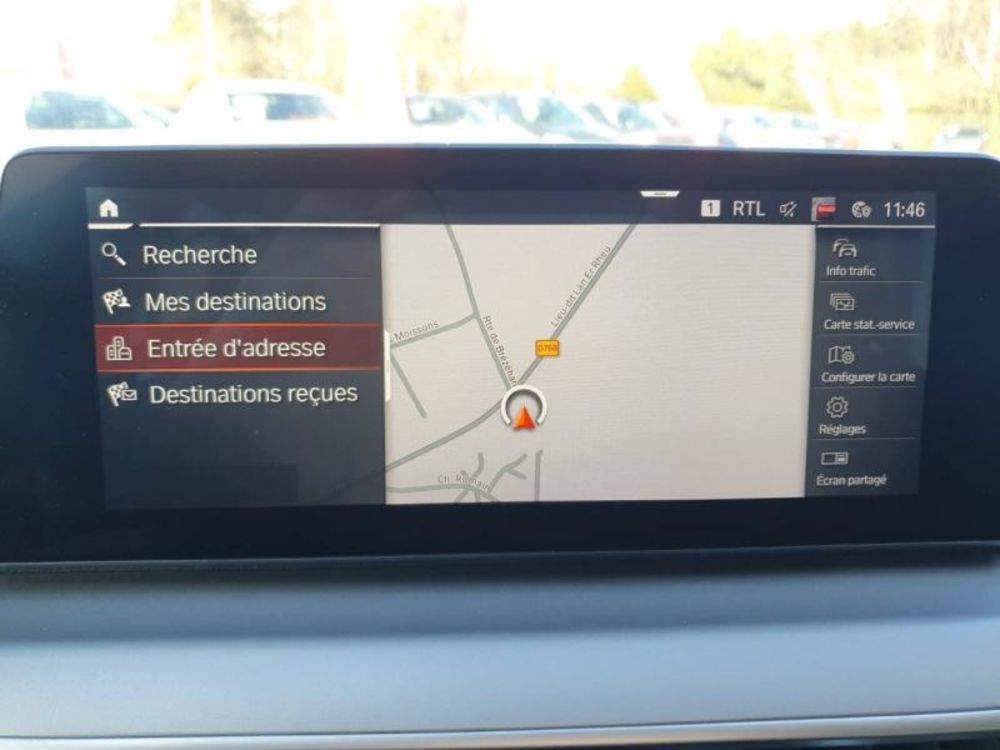 1 RTL 11:46
Recherche
Mes destinations
Entrée d'adresse
Destinations reçues
Moissons
Rte de Brézéhan
Lieu-dit Lan Er Rheu
D768
Ch. Romain
Info trafic
Carte stat.-service
Configurer la carte
Réglages
Écran partagé